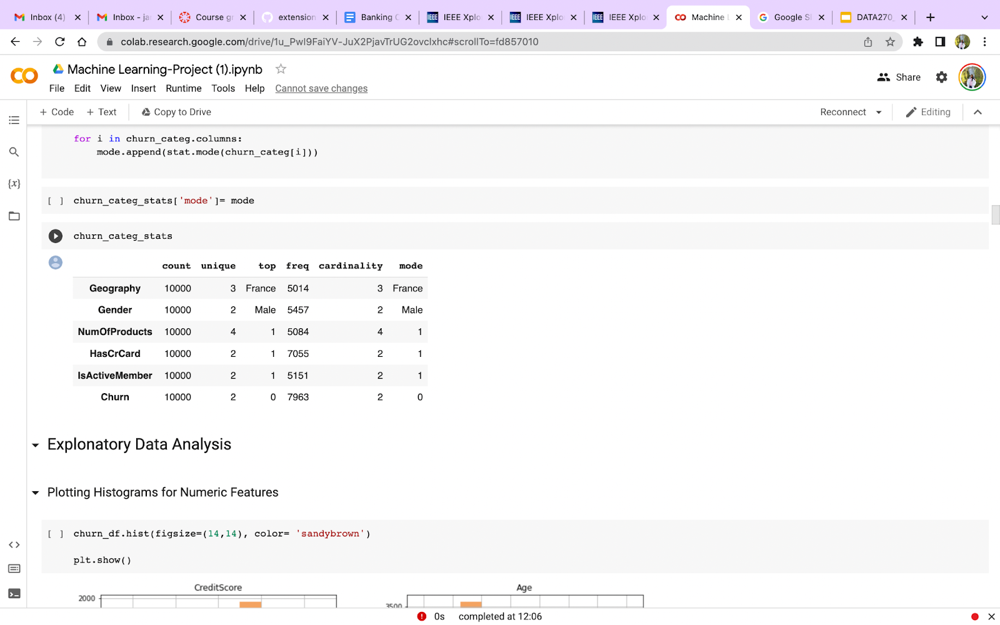 Inbox (4)
Inbox - ja
Course gr
extension
Banking C
IEEE Xplo
IEEE Xplo
IEEE Xplo
Machine L
Google Sl
DATA270_
colab.research.google.com/drive/1u_PwI9FaiYV-JuX2PjavTrUG2ovclxhc#scrollTo=fd857010
Machine Learning-Project (1).ipynb
File Edit View Insert Runtime Tools Help Cannot save changes
Share
+ Code + Text Copy to Drive
Reconnect
Editing
for i in churn_categ.columns:
mode.append(stat.mode(churn_categ[i]))
[ ] churn_categ_stats['mode']= mode
churn_categ_stats
count unique top freq cardinality mode
Geography 10000 3 France 5014 3 France
Gender 10000 2 Male 5457 2 Male
NumOfProducts 10000 4 1 5084 4 1
HasCrCard 10000 2 1 7055 2 1
IsActiveMember 10000 2 1 5151 2 1
Churn 10000 2 0 7963 2 0
Explonatory Data Analysis
Plotting Histograms for Numeric Features
[ ] churn_df.hist(figsize=(14,14), color= 'sandybrown')
plt.show()
CreditScore
Age
2000
3500
0s completed at 12:06